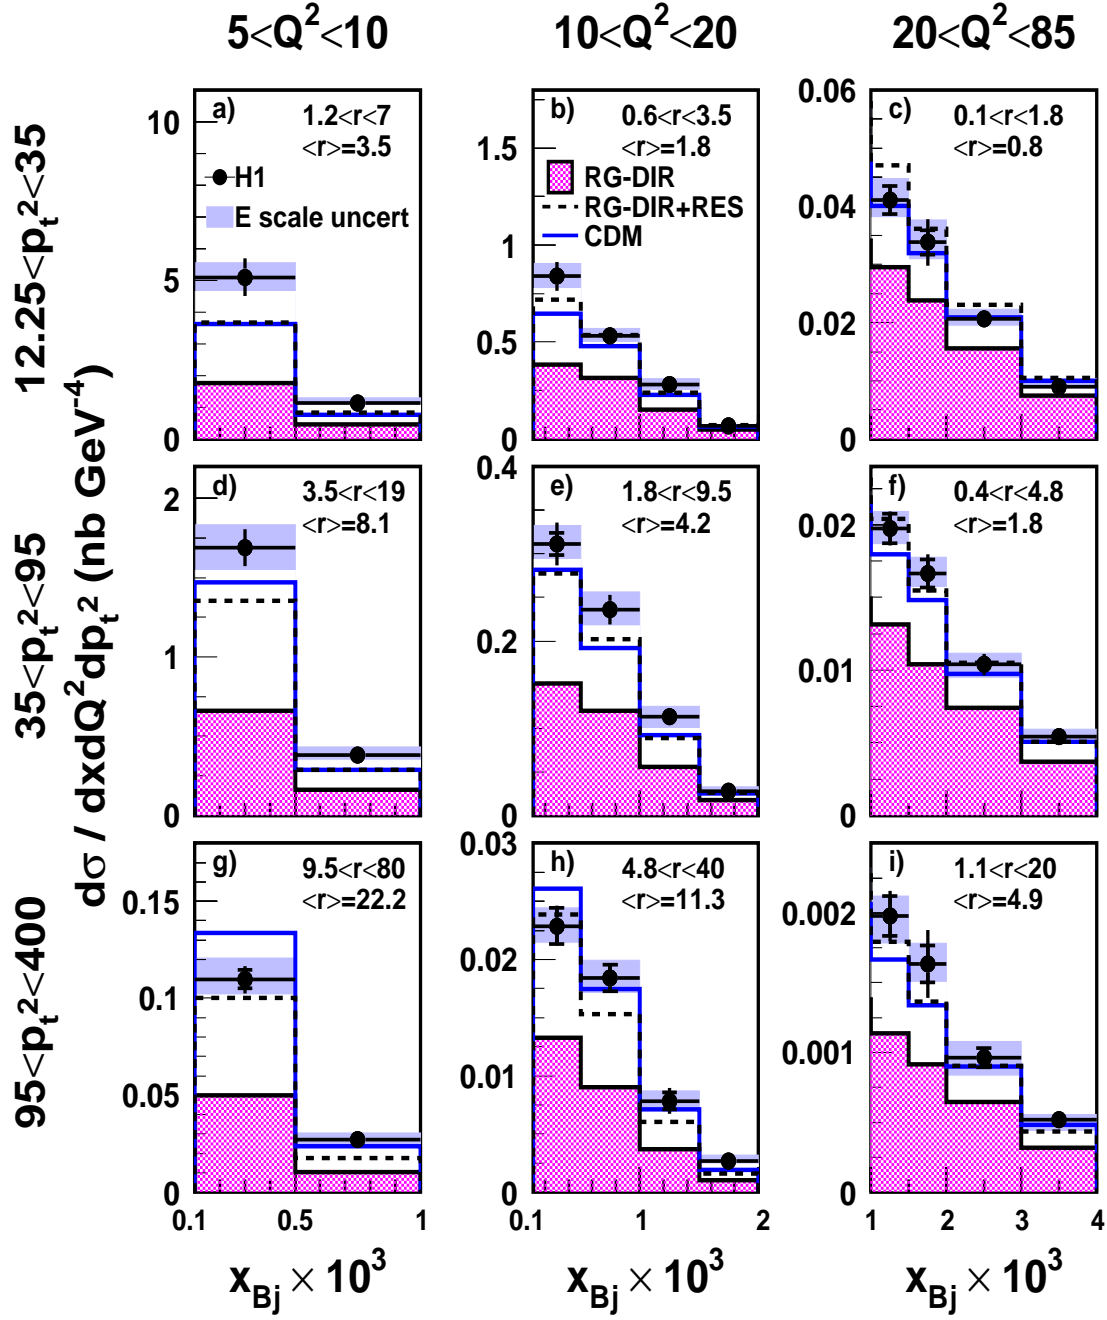 5<Q²<10
10<Q²<20
20<Q²<85
12.25<pₜ²<35
35<pₜ²<95
95<pₜ²<400
dσ / dxdQ²dpₜ² (nb GeV⁻⁴)
a)
1.2<r<7
<r>=3.5
H1
E scale uncert
10
5
0
b)
0.6<r<3.5
<r>=1.8
RG-DIR
RG-DIR+RES
CDM
1.5
1
0.5
0
c)
0.1<r<1.8
<r>=0.8
0.06
0.04
0.02
0
d)
3.5<r<19
<r>=8.1
2
1
0
e)
1.8<r<9.5
<r>=4.2
0.4
0.2
0
f)
0.4<r<4.8
<r>=1.8
0.02
0.01
0
g)
9.5<r<80
<r>=22.2
0.15
0.1
0.05
0
0.1 0.5 1
h)
4.8<r<40
<r>=11.3
0.03
0.02
0.01
0
0.1 1 2
i)
1.1<r<20
<r>=4.9
0.002
0.001
0
1 2 3 4
x_Bj × 10³
x_Bj × 10³
x_Bj × 10³